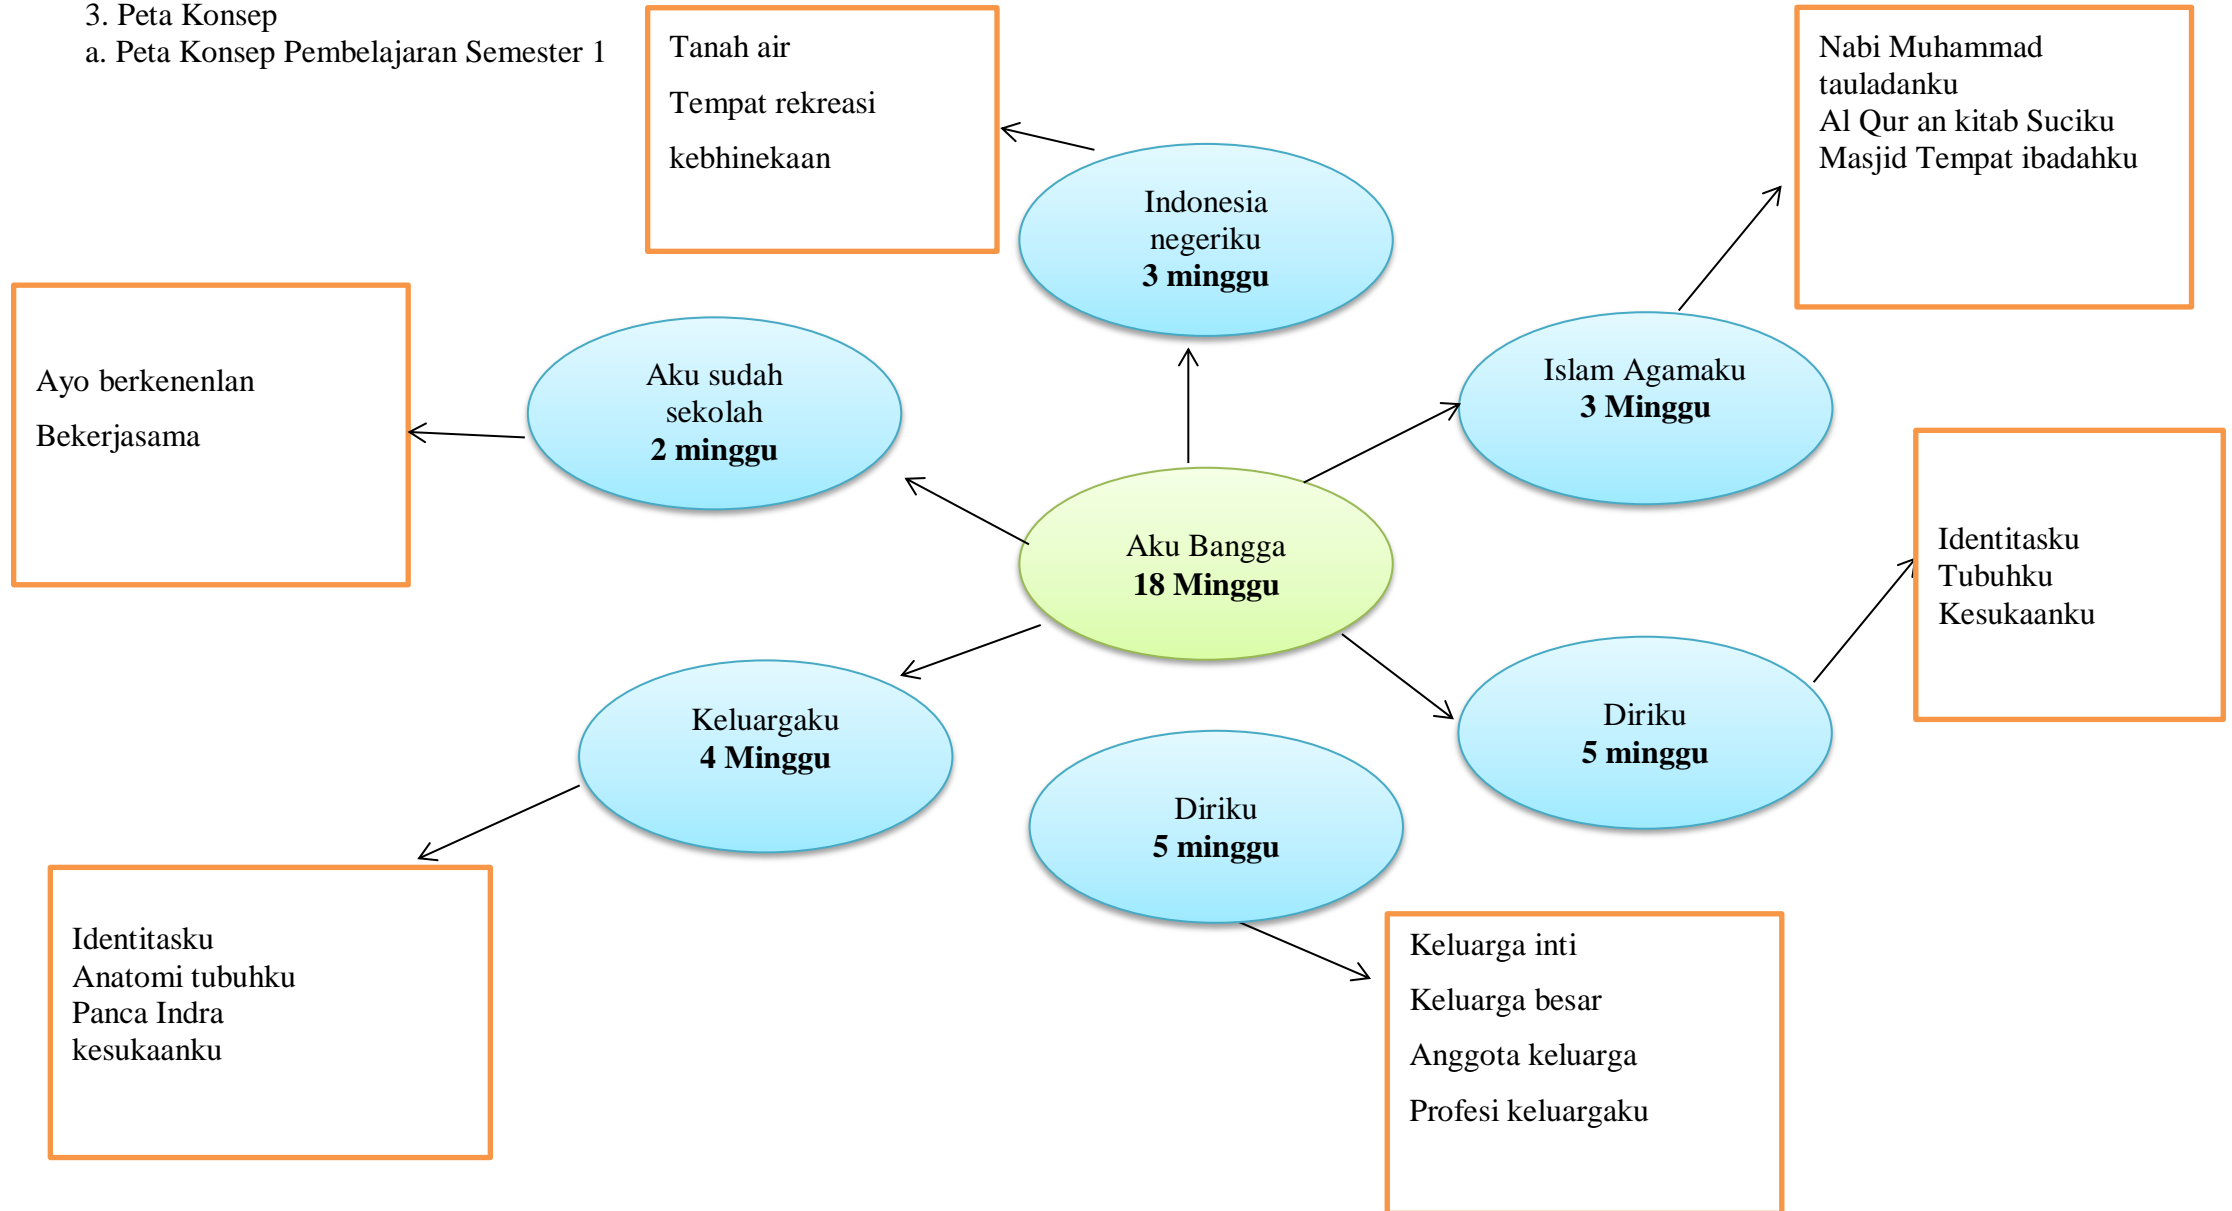 3. Peta Konsep
a. Peta Konsep Pembelajaran Semester 1
Tanah air
Tempat rekreasi
kebhinekaan
Nabi Muhammad
tauladanku
Al Qur an kitab Suciku
Masjid Tempat ibadahku
Indonesia
negeriku
3 minggu
Ayo berkenenlan
Bekerjasama
Aku sudah
sekolah
2 minggu
Islam Agamaku
3 Minggu
Aku Bangga
18 Minggu
Identitasku
Tubuhku
Kesukaanku
Keluargaku
4 Minggu
Diriku
5 minggu
Diriku
5 minggu
Identitasku
Anatomi tubuhku
Panca Indra
kesukaanku
Keluarga inti
Keluarga besar
Anggota keluarga
Profesi keluargaku